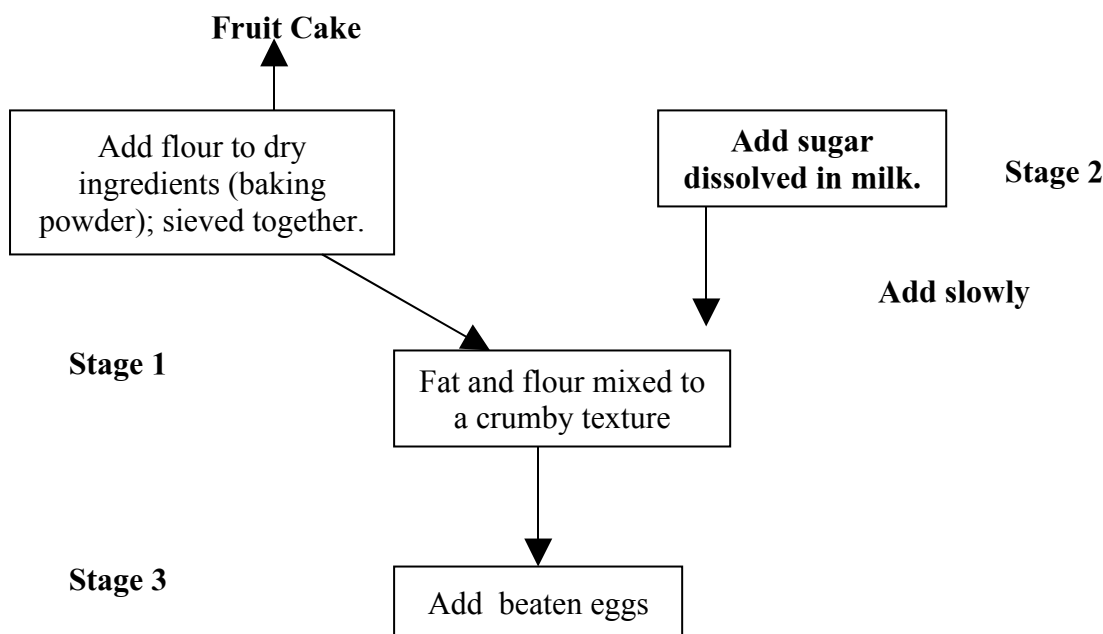 Fruit Cake
Add flour to dry
ingredients (baking
powder); sieved together.
Add sugar
dissolved in milk.
Stage 2
Add slowly
Stage 1
Fat and flour mixed to
a crumby texture
Stage 3
Add  beaten eggs